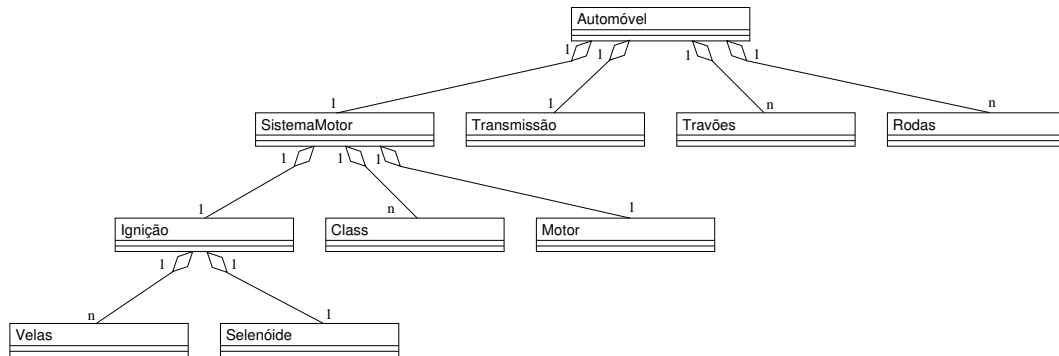 Automóvel
1 1 1 1
1 1 n n
SistemaMotor Transmissão Travões Rodas
1 1 1
1 n 1
Ignição Class Motor
1 1
n 1
Velas Selenóide